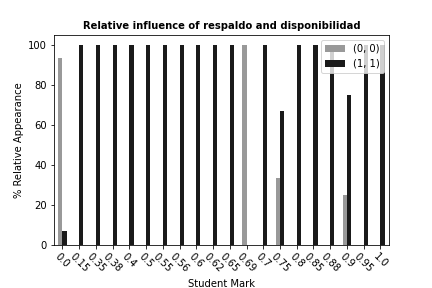 Relative influence of respaldo and disponibilidad
% Relative Appearance
100
80
60
40
20
0
(0, 0)
(1, 1)
0.0 0.15 0.35 0.38 0.4 0.5 0.55 0.56 0.6 0.62 0.65 0.69 0.7 0.75 0.8 0.85 0.88 0.9 0.95 1.0
Student Mark